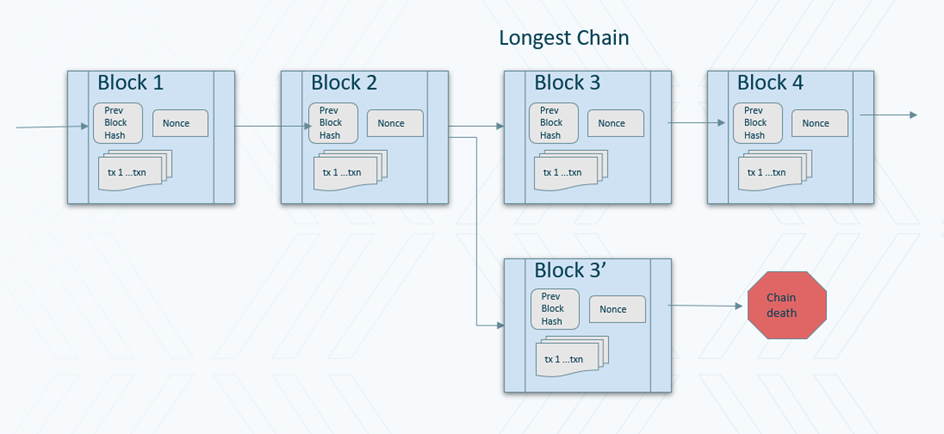 Longest Chain
Block 1
Prev
Block
Hash
Nonce
tx 1 ...txn
Block 2
Prev
Block
Hash
Nonce
tx 1 ...txn
Block 3
Prev
Block
Hash
Nonce
tx 1 ...txn
Block 4
Prev
Block
Hash
Nonce
tx 1 ...txn
Block 3’
Prev
Block
Hash
Nonce
tx 1 ...txn
Chain
death